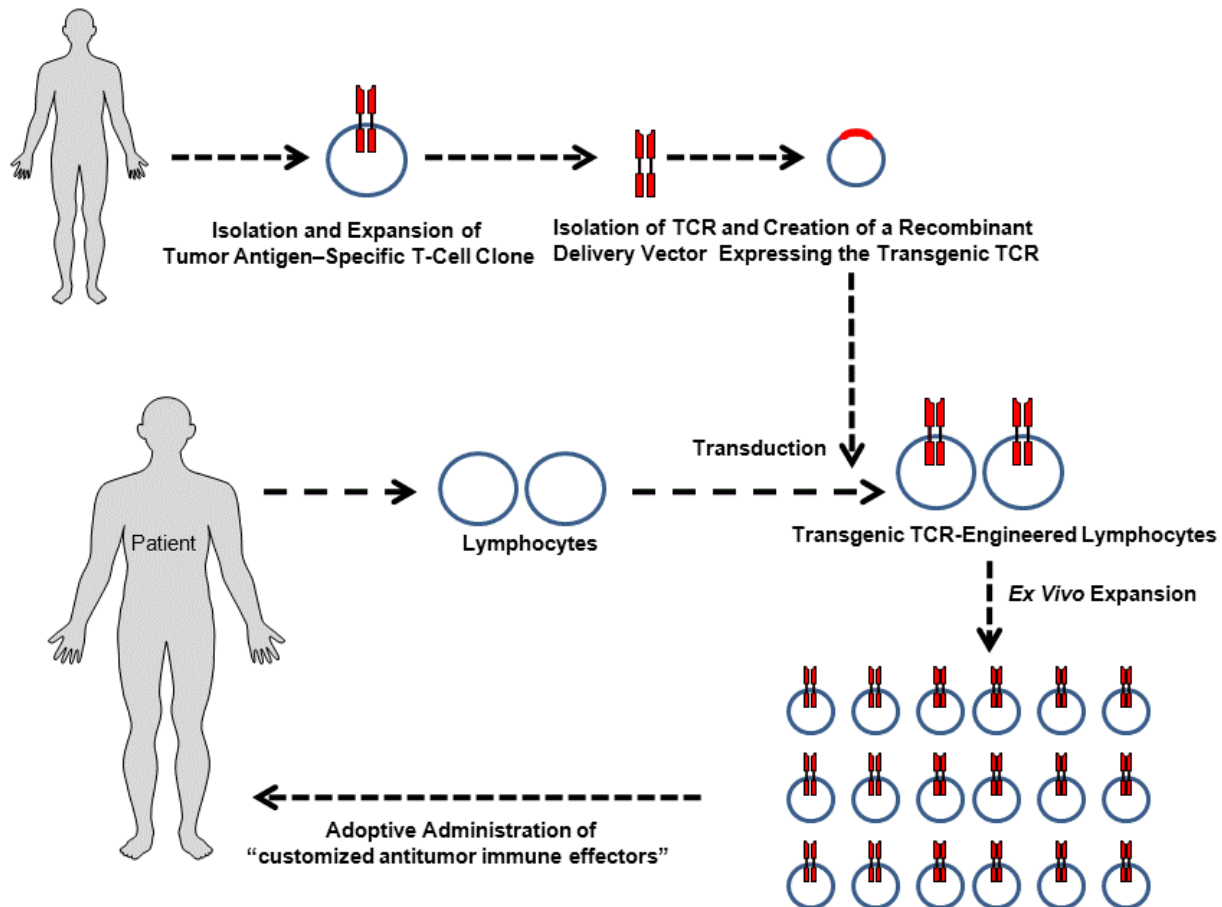 Isolation and Expansion of
Tumor Antigen–Specific T-Cell Clone
Isolation of TCR and Creation of a Recombinant
Delivery Vector Expressing the Transgenic TCR
Transduction
Patient
Lymphocytes
Transgenic TCR-Engineered Lymphocytes
Ex Vivo Expansion
Adoptive Administration of
“customized antitumor immune effectors”